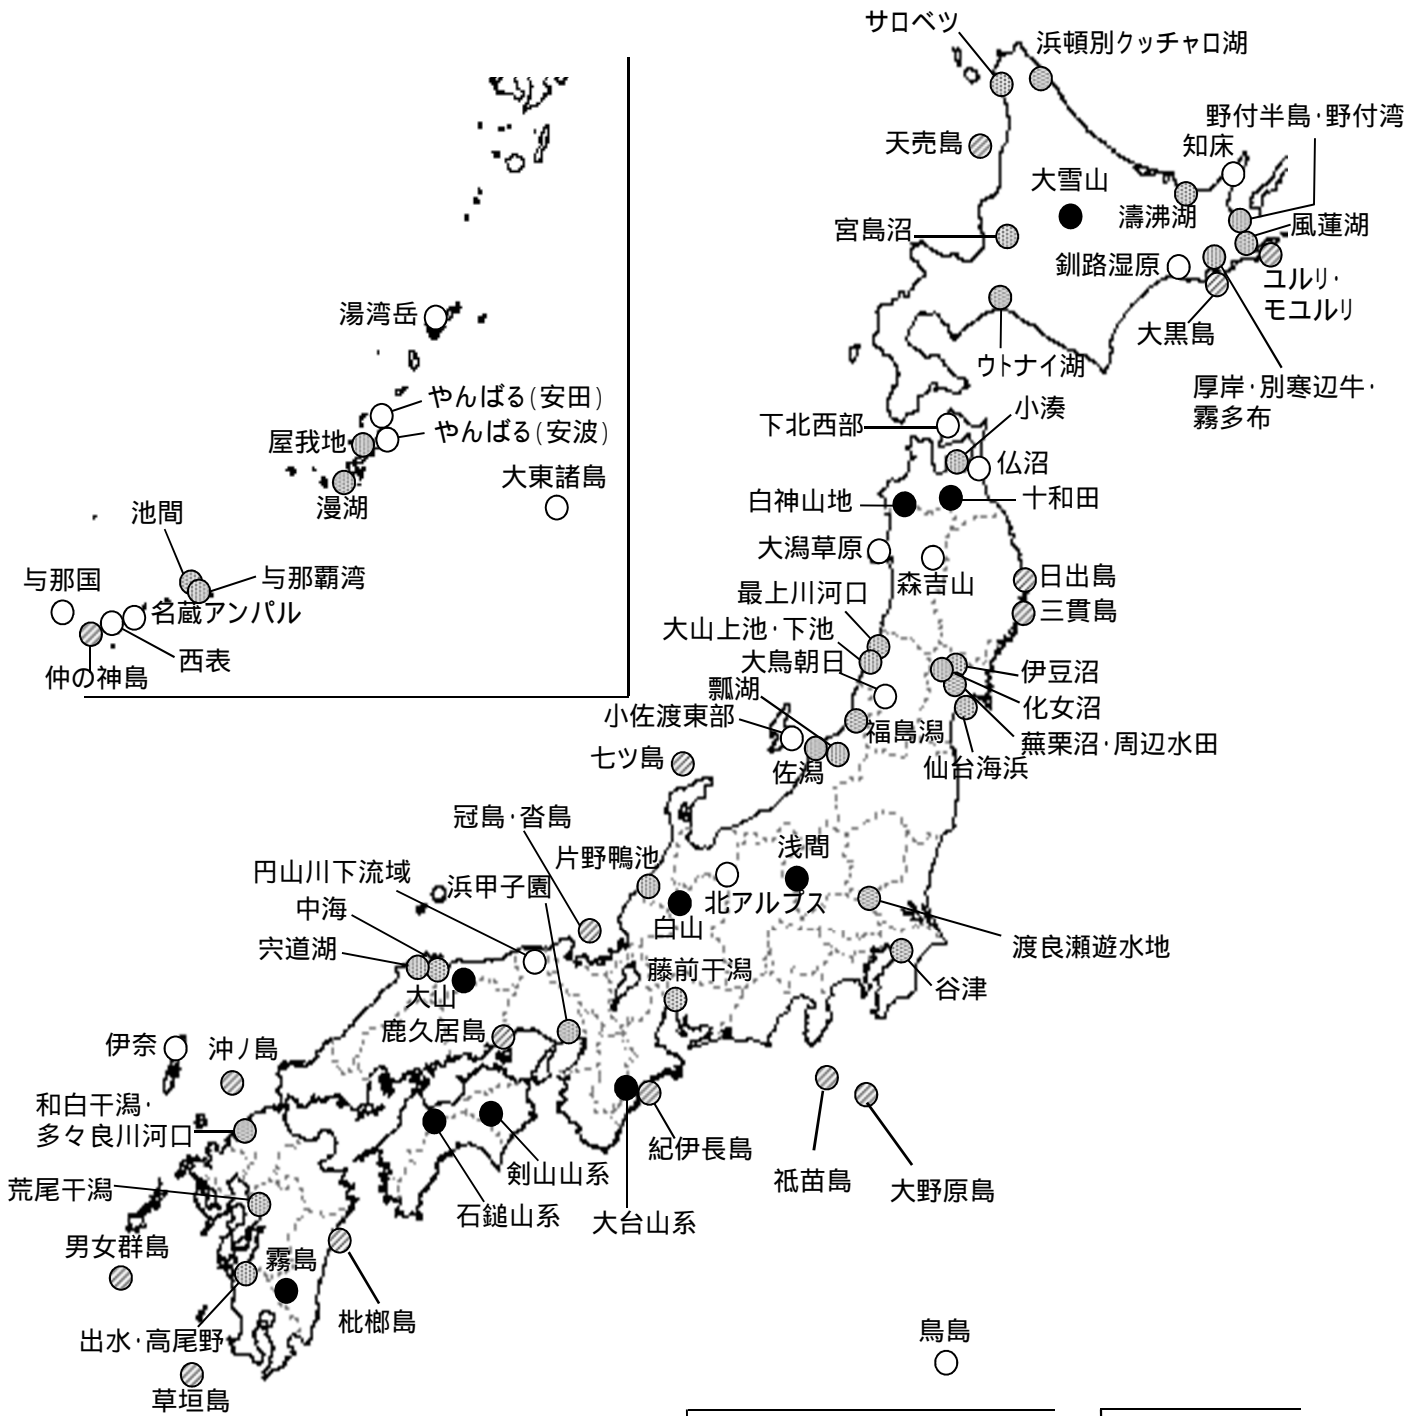 サロベツ
浜頓別クッチャロ湖
野付半島･野付湾
知床
天売島
大雪山
濤沸湖
宮島沼
風蓮湖
釧路湿原
ユルリ･
モユルリ
大黒島
ウトナイ湖
厚岸･別寒辺牛･
霧多布
湯湾岳
やんばる(安田)
やんばる(安波)
屋我地
大東諸島
漫湖
池間
与那国
与那覇湾
名蔵アンパル
西表
仲の神島
小湊
下北西部
仏沼
白神山地
十和田
大潟草原
森吉山
日出島
最上川河口
三貫島
大山上池･下池
大鳥朝日
伊豆沼
瓢湖
化女沼
小佐渡東部
福島潟
蕪栗沼･周辺水田
七ツ島
佐潟
仙台海浜
冠島･沓島
片野鴨池
浅間
円山川下流域
浜甲子園
北アルプス
中海
白山
宍道湖
渡良瀬遊水地
藤前干潟
谷津
大山
鹿久居島
伊奈
沖ノ島
和白干潟･
多々良川河口
紀伊長島
剣山山系
祗苗島
大野原島
荒尾干潟
石鎚山系
大台山系
男女群島
霧島
枇榔島
出水･高尾野
鳥島
草垣島